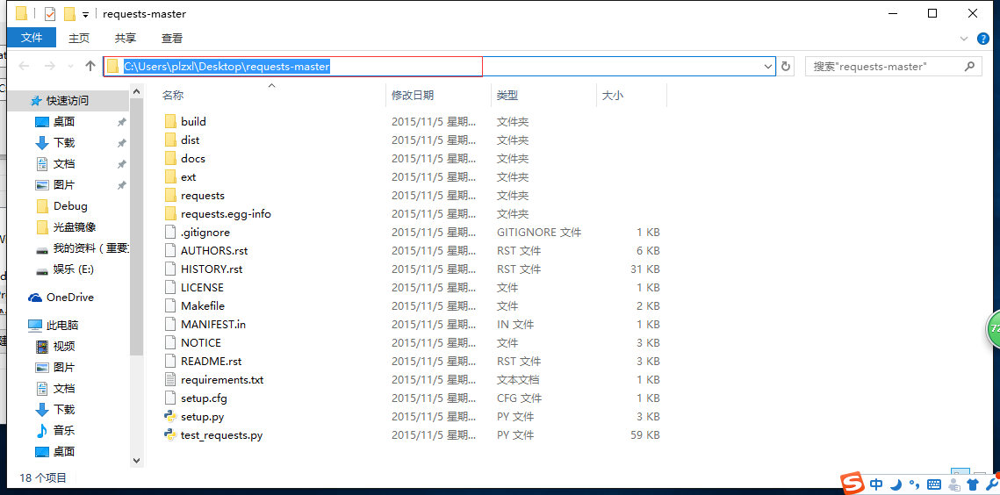 requests-master
文件 主页 共享 查看
C:\Users\plzxl\Desktop\requests-master 搜索"requests-master"
快速访问
桌面
下载
文档
图片
Debug
光盘镜像
我的资料（重要
娱乐 (E:)
OneDrive
此电脑
视频
图片
文档
下载
音乐
桌面
名称 修改日期 类型 大小
build 2015/11/5 星期... 文件夹
dist 2015/11/5 星期... 文件夹
docs 2015/11/5 星期... 文件夹
ext 2015/11/5 星期... 文件夹
requests 2015/11/5 星期... 文件夹
requests.egg-info 2015/11/5 星期... 文件夹
.gitignore 2015/11/5 星期... GITIGNORE 文件 1 KB
AUTHORS.rst 2015/11/5 星期... RST 文件 6 KB
HISTORY.rst 2015/11/5 星期... RST 文件 31 KB
LICENSE 2015/11/5 星期... 文件 1 KB
Makefile 2015/11/5 星期... 文件 2 KB
MANIFEST.in 2015/11/5 星期... IN 文件 1 KB
NOTICE 2015/11/5 星期... 文件 3 KB
README.rst 2015/11/5 星期... RST 文件 3 KB
requirements.txt 2015/11/5 星期... 文本文档 1 KB
setup.cfg 2015/11/5 星期... CFG 文件 1 KB
setup.py 2015/11/5 星期... PY 文件 3 KB
test_requests.py 2015/11/5 星期... PY 文件 59 KB
18 个项目
中
72